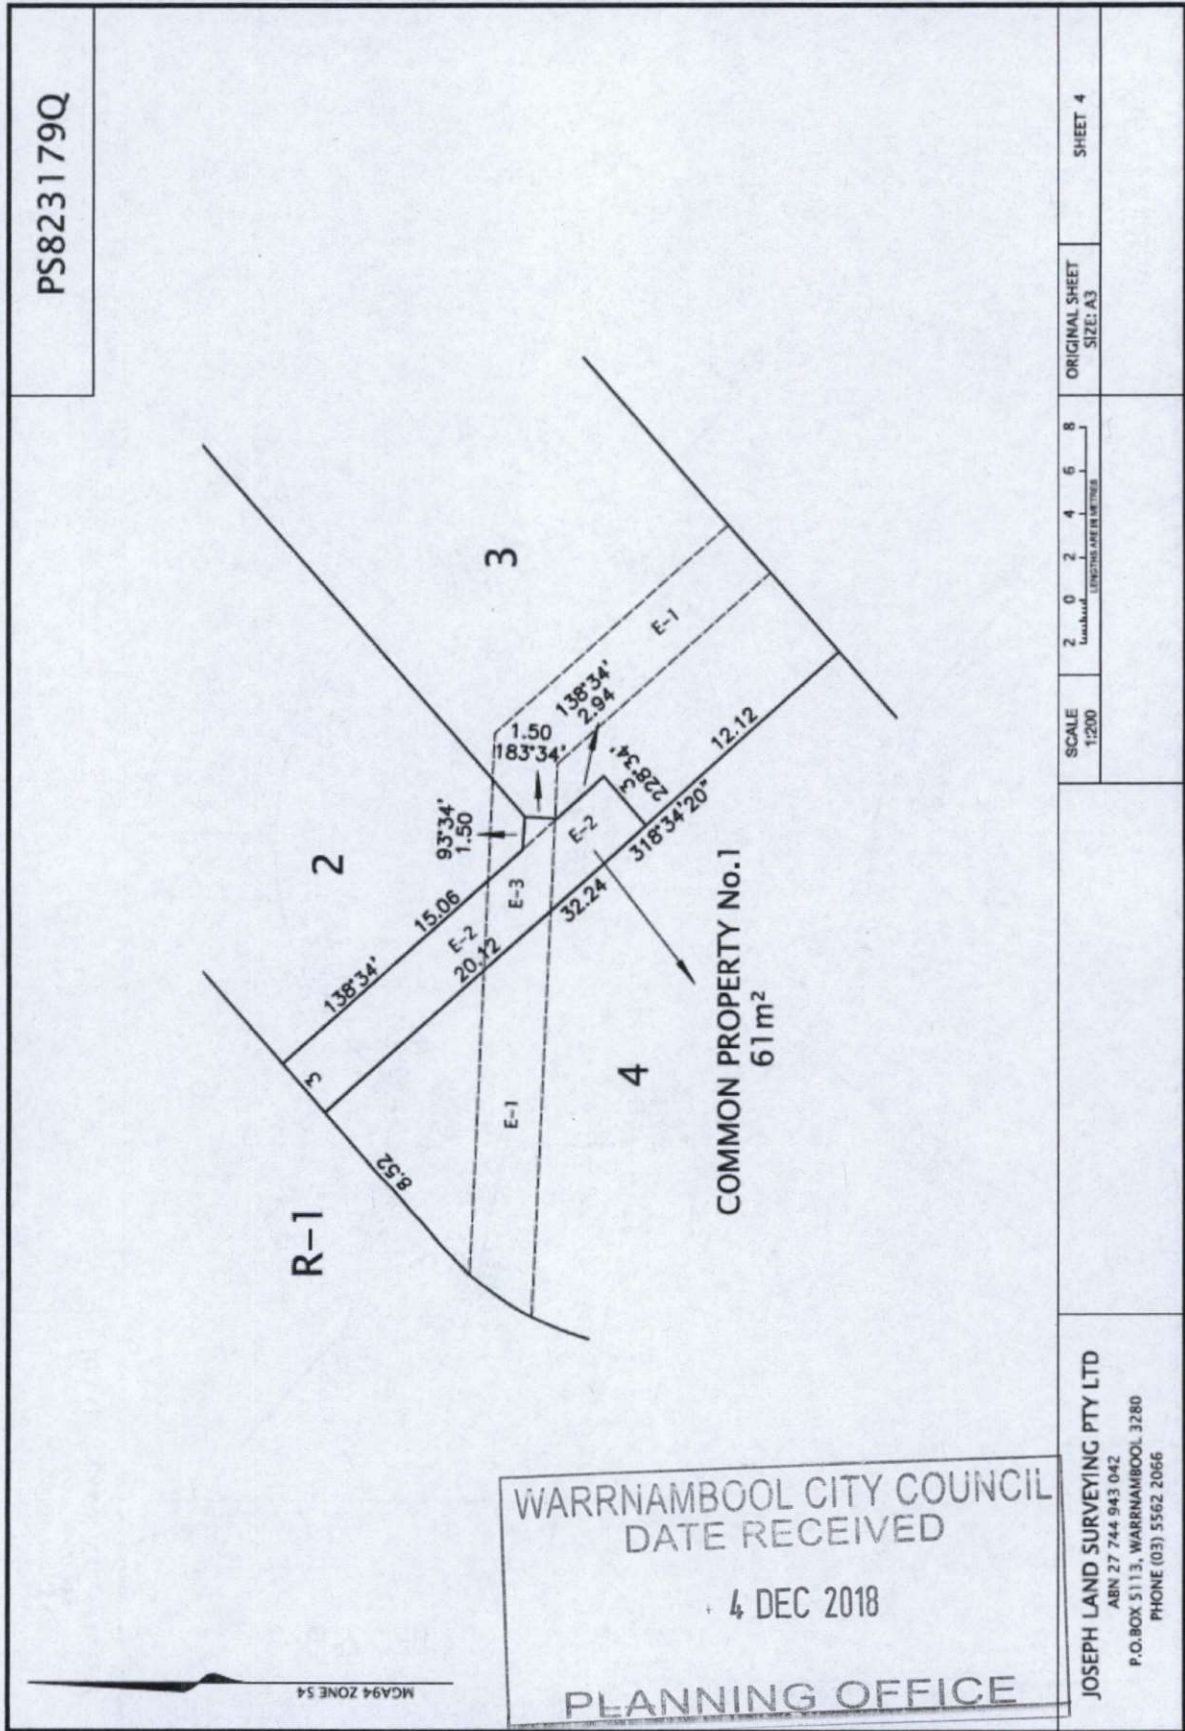 PS823179Q
R-1
2
3
4
138°34'
15.06
93°34'
1.50
1.50
183°34'
138°34'
2.94
3
8.52
E-2
20.12
E-3
E-2
E-1
E-1
32.24
318°34'20"
228°34'
3
12.12
COMMON PROPERTY No.1
61m²
MGA94 ZONE 54
WARRNAMBOOL CITY COUNCIL
DATE RECEIVED
4 DEC 2018
PLANNING OFFICE
JOSEPH LAND SURVEYING PTY LTD
ABN 27 744 943 042
P.O.BOX 5113, WARRNAMBOOL 3280
PHONE (03) 5562 2066
SCALE
1:200
2 0 2 4 6 8
LENGTHS ARE IN METRES
ORIGINAL SHEET
SIZE: A3
SHEET 4